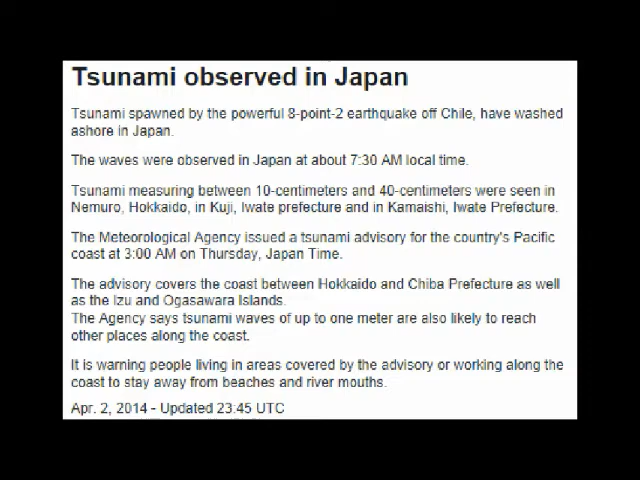 Tsunami observed in Japan
Tsunami spawned by the powerful 8-point-2 earthquake off Chile, have washed
ashore in Japan.
The waves were observed in Japan at about 7:30 AM local time.
Tsunami measuring between 10-centimeters and 40-centimeters were seen in
Nemuro, Hokkaido, in Kuji, Iwate prefecture and in Kamaishi, Iwate Prefecture.
The Meteorological Agency issued a tsunami advisory for the country's Pacific
coast at 3:00 AM on Thursday, Japan Time.
The advisory covers the coast between Hokkaido and Chiba Prefecture as well
as the Izu and Ogasawara Islands.
The Agency says tsunami waves of up to one meter are also likely to reach
other places along the coast.
It is warning people living in areas covered by the advisory or working along the
coast to stay away from beaches and river mouths.
Apr. 2, 2014 - Updated 23:45 UTC